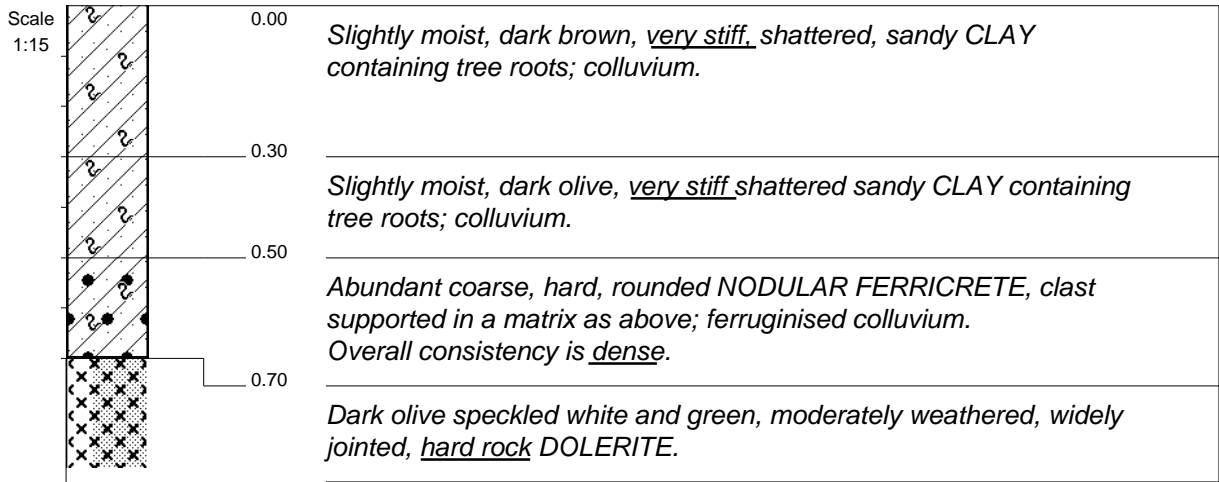 Scale
1:15
0.00
Slightly moist, dark brown, very stiff, shattered, sandy CLAY
containing tree roots; colluvium.
0.30
Slightly moist, dark olive, very stiff shattered sandy CLAY containing
tree roots; colluvium.
0.50
Abundant coarse, hard, rounded NODULAR FERRICRETE, clast
supported in a matrix as above; ferruginised colluvium.
Overall consistency is dense.
0.70
Dark olive speckled white and green, moderately weathered, widely
jointed, hard rock DOLERITE.